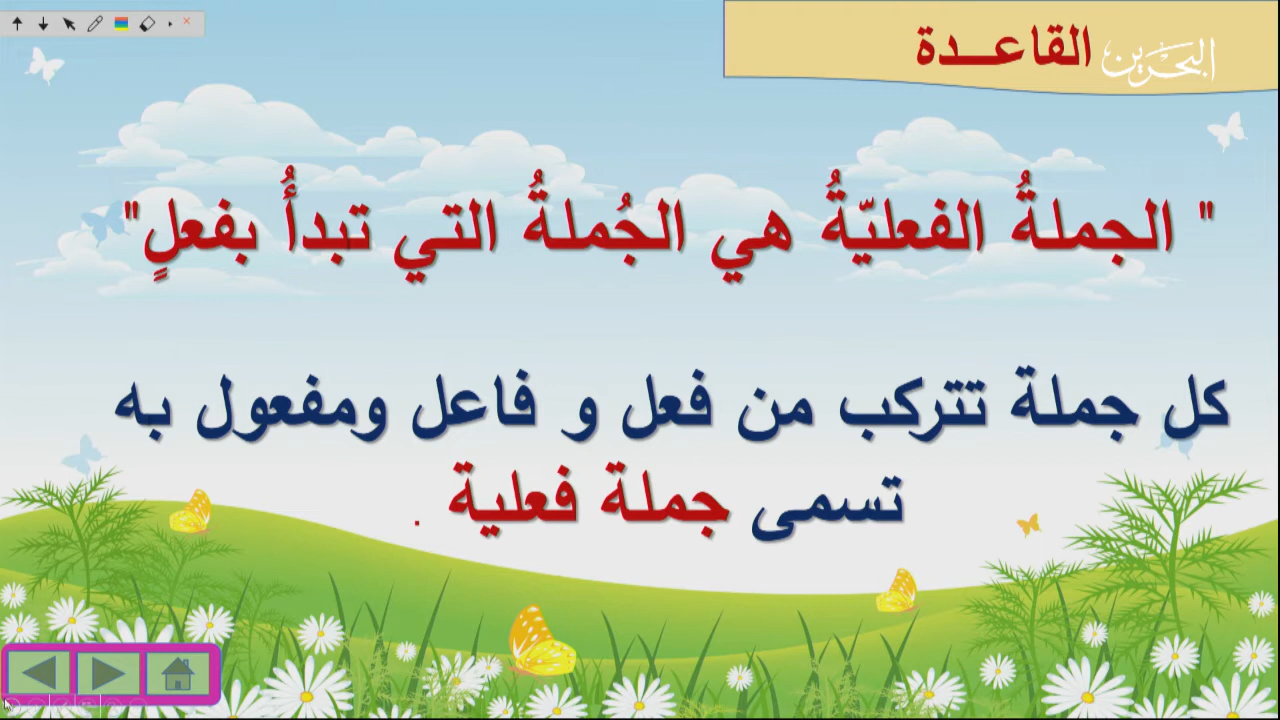 القاعـــدة
البحرين
" الجملةُ الفعليّةُ هي الجُملةُ التي تبدأُ بفعلٍ"
كل جملة تتركب من فعل و فاعل ومفعول به
تسمى جملة فعلية .